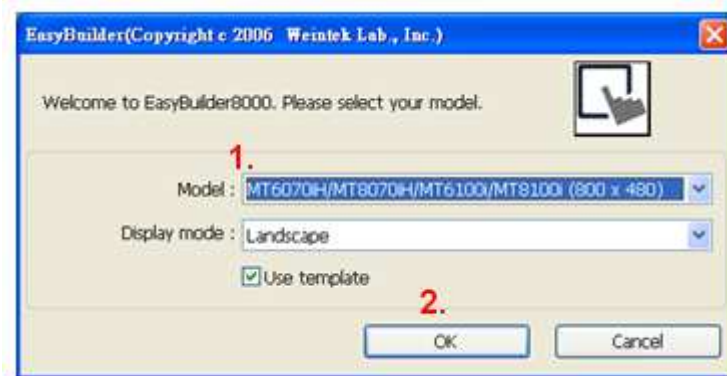 EasyBuilder(Copyright c 2006 Weintek Lab., Inc.)
Welcome to EasyBuilder8000. Please select your model.
1.
Model : MT6070iH/MT8070iH/MT6100i/MT8100i (800 x 480)
Display mode : Landscape
Use template
2.
OK Cancel